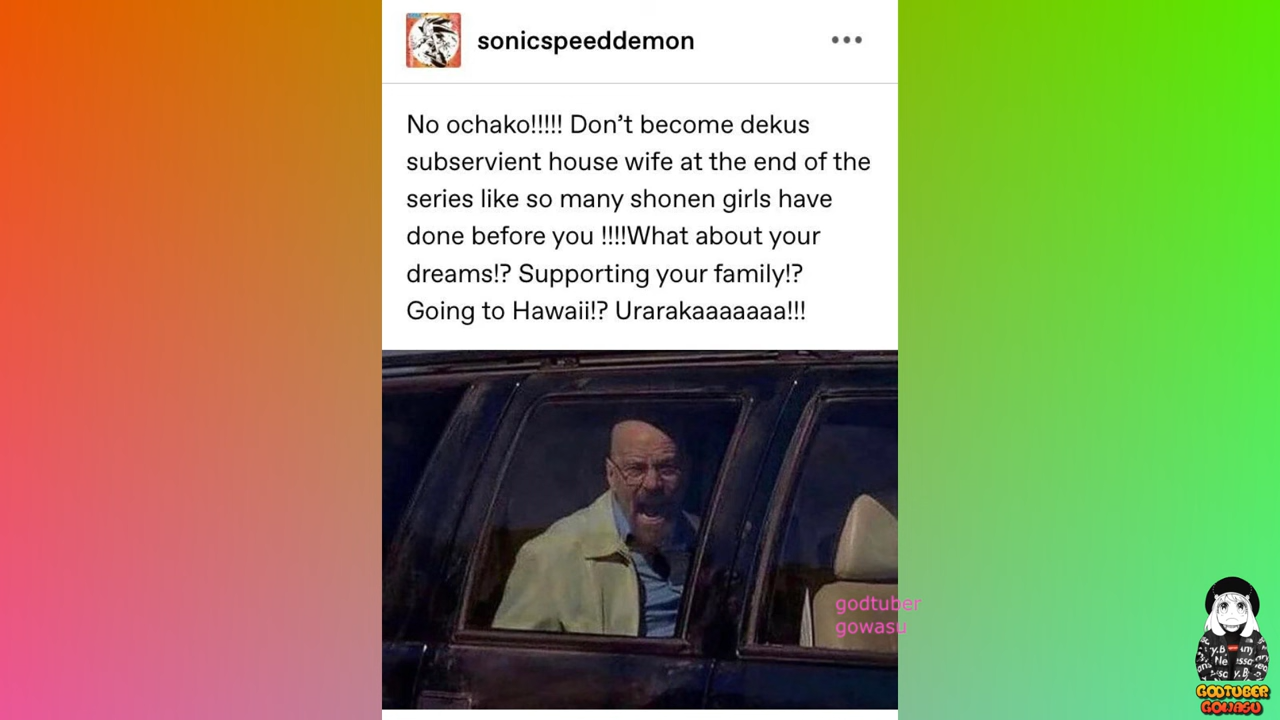 sonicspeeddemon
No ochako!!!!! Don’t become dekus
subservient house wife at the end of the
series like so many shonen girls have
done before you !!!!What about your
dreams!? Supporting your family!?
Going to Hawaii!? Urarakaaaaaaa!!!
godtuber
gowasu
GODTUBER
GOWASU